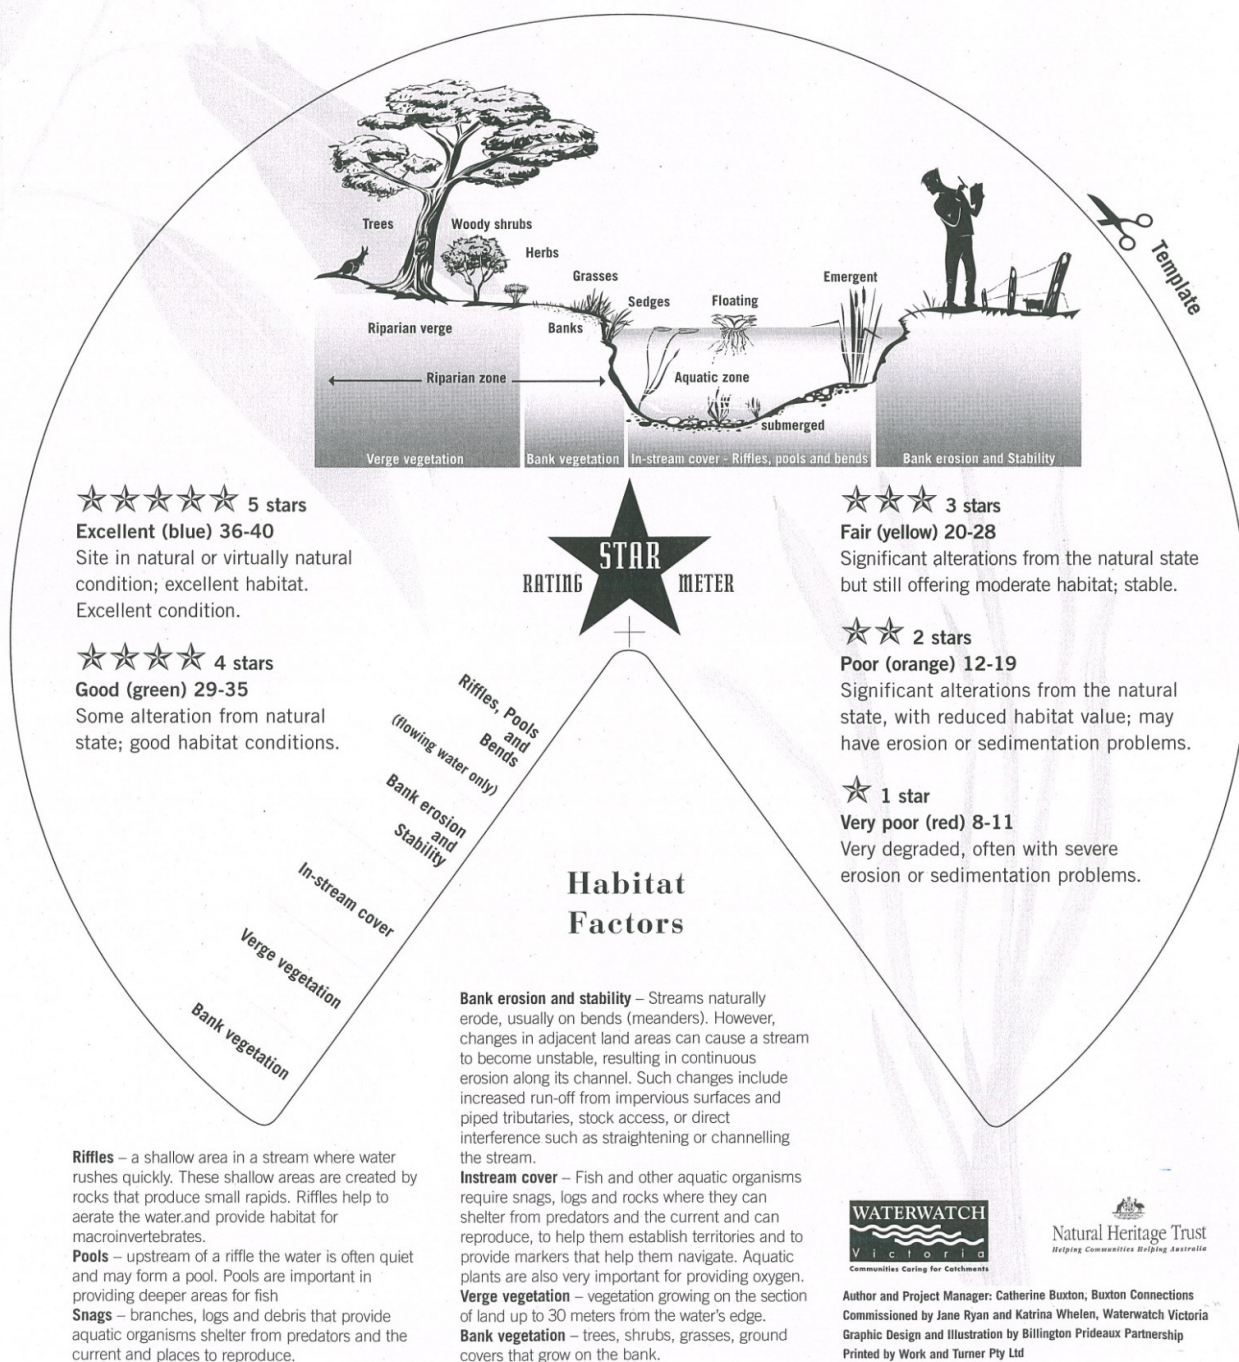 Template
Trees
Woody shrubs
Herbs
Grasses
Sedges
Floating
Emergent
Riparian verge
Banks
Riparian zone
Aquatic zone
submerged
Verge vegetation
Bank vegetation
In-stream cover - Riffles, pools and bends
Bank erosion and Stability
5 stars
Excellent (blue) 36-40
Site in natural or virtually natural
condition; excellent habitat.
Excellent condition.
4 stars
Good (green) 29-35
Some alteration from natural
state; good habitat conditions.
STAR
RATING METER
3 stars
Fair (yellow) 20-28
Significant alterations from the natural state
but still offering moderate habitat; stable.
2 stars
Poor (orange) 12-19
Significant alterations from the natural
state, with reduced habitat value; may
have erosion or sedimentation problems.
1 star
Very poor (red) 8-11
Very degraded, often with severe
erosion or sedimentation problems.
Riffles, Pools
and
Bends
(flowing water only)
Bank erosion
and
Stability
In-stream cover
Verge vegetation
Bank vegetation
Habitat
Factors
Riffles – a shallow area in a stream where water
rushes quickly. These shallow areas are created by
rocks that produce small rapids. Riffles help to
aerate the water.and provide habitat for
macroinvertebrates.
Pools – upstream of a riffle the water is often quiet
and may form a pool. Pools are important in
providing deeper areas for fish
Snags – branches, logs and debris that provide
aquatic organisms shelter from predators and the
current and places to reproduce.
Bank erosion and stability – Streams naturally
erode, usually on bends (meanders). However,
changes in adjacent land areas can cause a stream
to become unstable, resulting in continuous
erosion along its channel. Such changes include
increased run-off from impervious surfaces and
piped tributaries, stock access, or direct
interference such as straightening or channelling
the stream.
Instream cover – Fish and other aquatic organisms
require snags, logs and rocks where they can
shelter from predators and the current and can
reproduce, to help them establish territories and to
provide markers that help them navigate. Aquatic
plants are also very important for providing oxygen.
Verge vegetation – vegetation growing on the section
of land up to 30 meters from the water's edge.
Bank vegetation – trees, shrubs, grasses, ground
covers that grow on the bank.
WATERWATCH
Victoria
Communities Caring for Catchments
Natural Heritage Trust
Helping Communities Helping Australia
Author and Project Manager: Catherine Buxton, Buxton Connections
Commissioned by Jane Ryan and Katrina Whelen, Waterwatch Victoria
Graphic Design and Illustration by Billington Prideaux Partnership
Printed by Work and Turner Pty Ltd